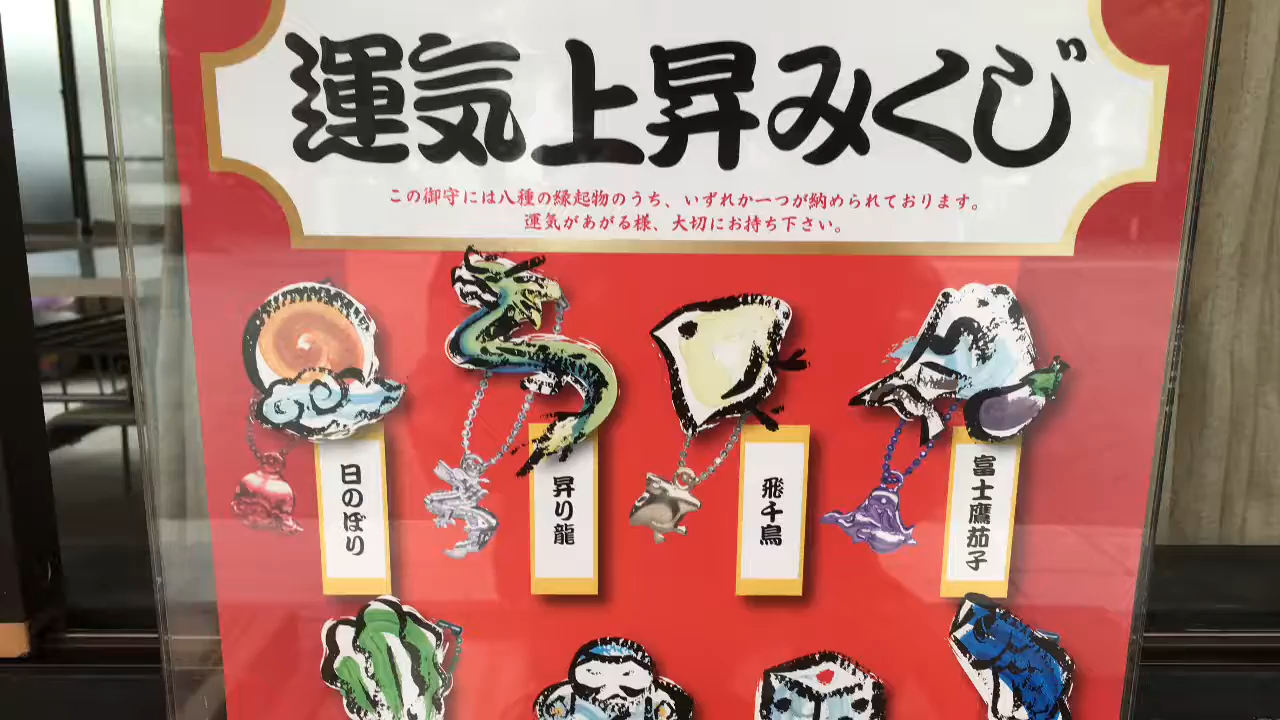 運気上昇みくじ
この御守には八種の縁起物のうち、いずれか一つが納められております。
運気があがる様、大切にお持ち下さい。
日のぼり
昇り龍
飛千鳥
富士鷹茄子